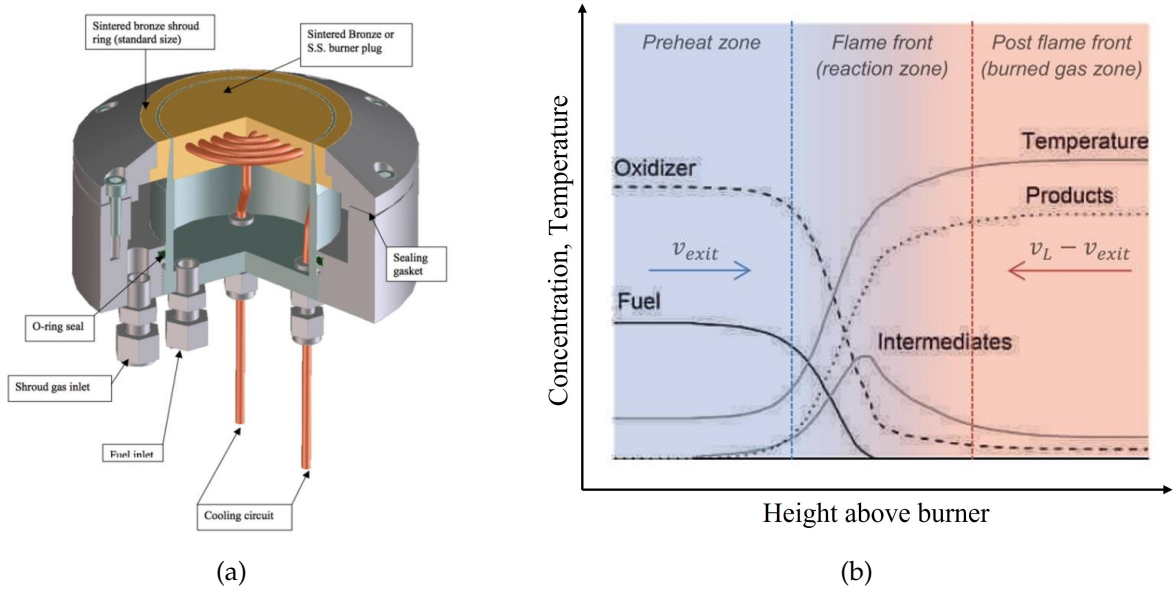 Sintered bronze shroud
ring (standard size)
Sintered Bronze or
S.S. burner plug
Sealing
gasket
O-ring seal
Shroud gas inlet
Fuel inlet
Cooling circuit
(a)
Concentration, Temperature
Preheat zone
Flame front
(reaction zone)
Post flame front
(burned gas zone)
Temperature
Oxidizer
Products
v_exit
v_L − v_exit
Fuel
Intermediates
Height above burner
(b)